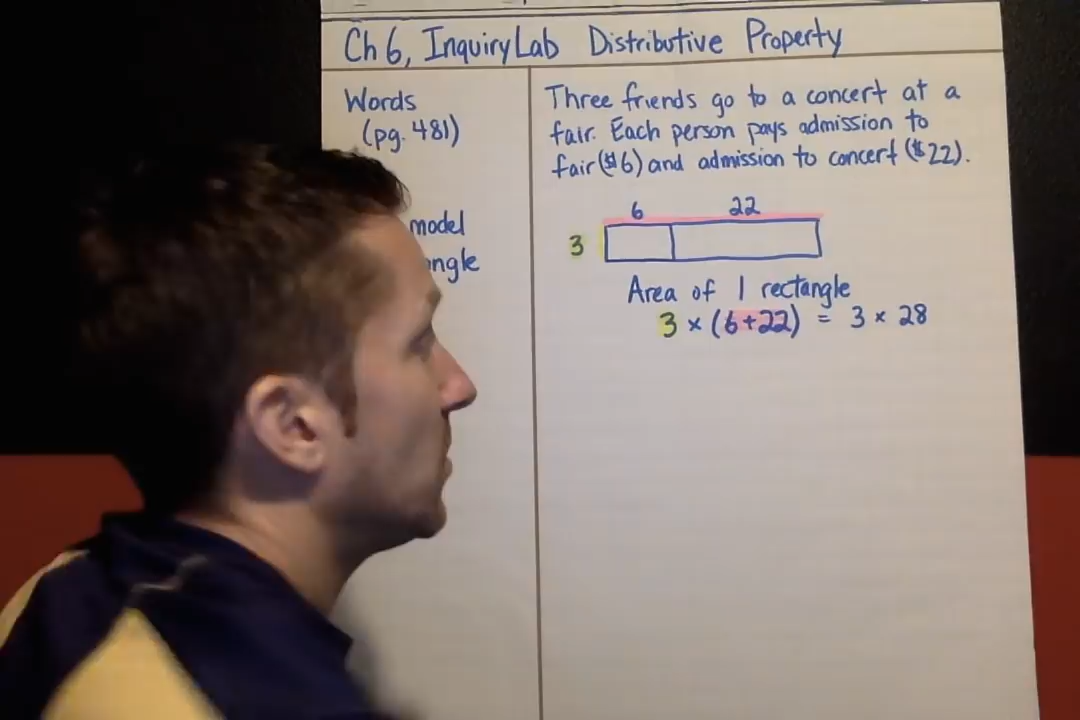 Ch 6, Inquiry Lab Distributive Property
Words
(pg. 481)
model
Three friends go to a concert at a
fair. Each person pays admission to
fair ($6) and admission to concert ($22).
6 22
3
Area of 1 rectangle
3 × (6+22) = 3 × 28